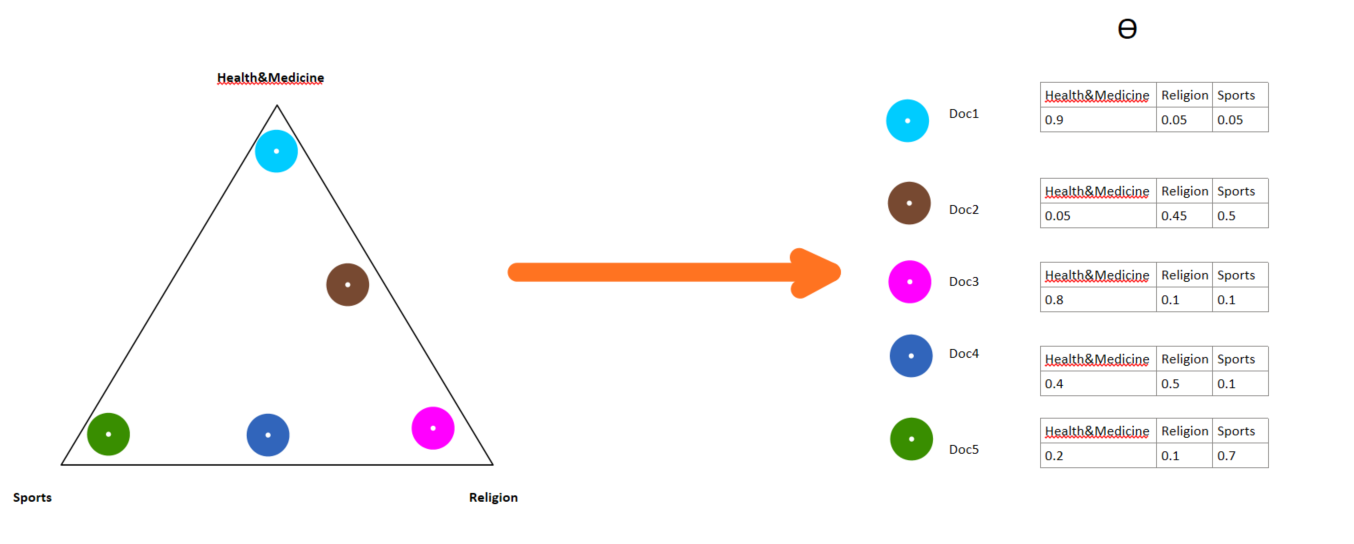 Ө
Health&Medicine
Sports
Religion
Doc1
Health&Medicine Religion Sports
0.9 0.05 0.05
Doc2
Health&Medicine Religion Sports
0.05 0.45 0.5
Doc3
Health&Medicine Religion Sports
0.8 0.1 0.1
Doc4
Health&Medicine Religion Sports
0.4 0.5 0.1
Doc5
Health&Medicine Religion Sports
0.2 0.1 0.7